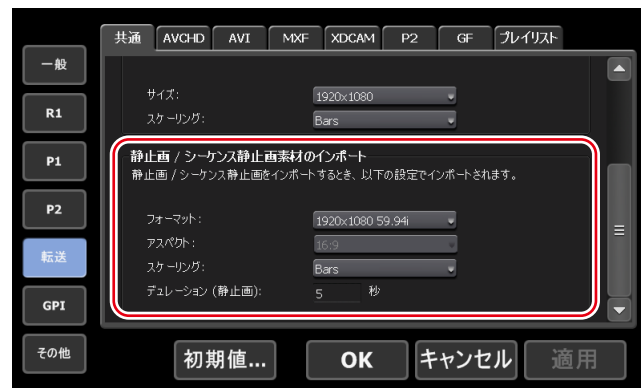 共通 AVCHD AVI MXF XDCAM P2 GF プレイリスト
一般
R1
P1
P2
転送
GPI
その他
サイズ: 1920×1080
スケーリング: Bars
静止画 / シーケンス静止画素材のインポート
静止画 / シーケンス静止画をインポートするとき、以下の設定でインポートされます。
フォーマット: 1920×1080 59.94i
アスペクト: 16:9
スケーリング: Bars
デュレーション (静止画): 5 秒
初期値... OK キャンセル 適用